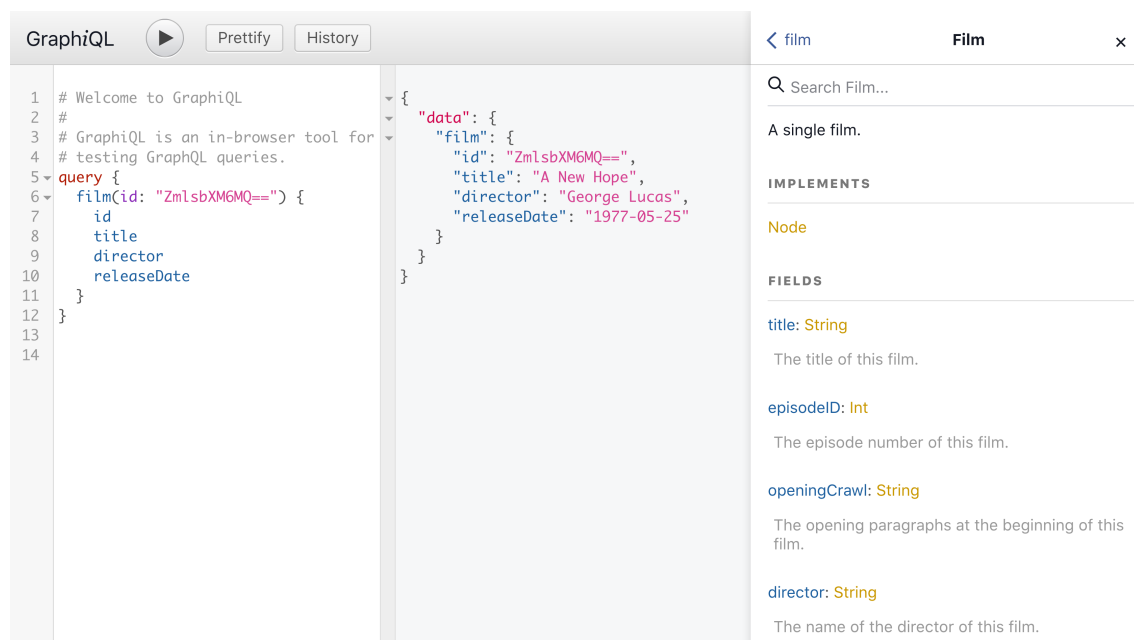 GraphiQL
Prettify
History
1 # Welcome to GraphiQL
2 #
3 # GraphiQL is an in-browser tool for
4 # testing GraphQL queries.
5 query {
6 film(id: "ZmlsbXM6MQ==") {
7 id
8 title
9 director
10 releaseDate
11 }
12 }
13
14
{
"data": {
"film": {
"id": "ZmlsbXM6MQ==",
"title": "A New Hope",
"director": "George Lucas",
"releaseDate": "1977-05-25"
}
}
}
film
Film
×
Search Film...
A single film.
IMPLEMENTS
Node
FIELDS
title: String
The title of this film.
episodeID: Int
The episode number of this film.
openingCrawl: String
The opening paragraphs at the beginning of this
film.
director: String
The name of the director of this film.